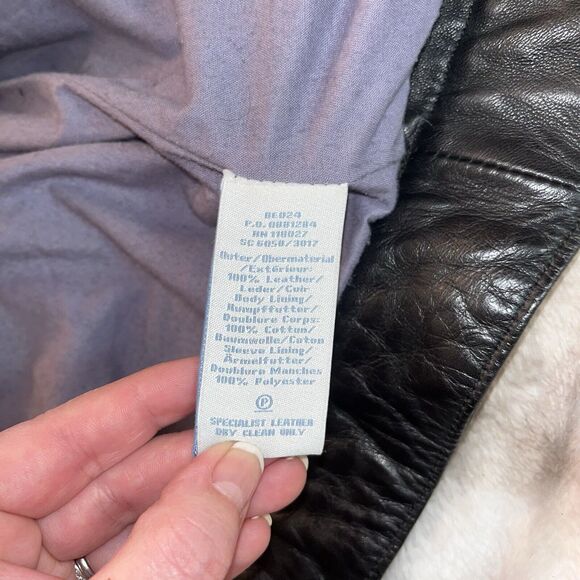 BE024
P.O. 0081284
RN 118027
SC 6050/3017
Outer/Obermaterial
/Extérieur:
100% Leather/
Leder/Cuir
Body Lining/
Rumpffutter/
Doublure Corps:
100% Cotton/
Baumwolle/Coton
Sleeve Lining/
Ärmelfutter/
Doublure Manches
100% Polyester
P
SPECIALIST LEATHER
DRY CLEAN ONLY